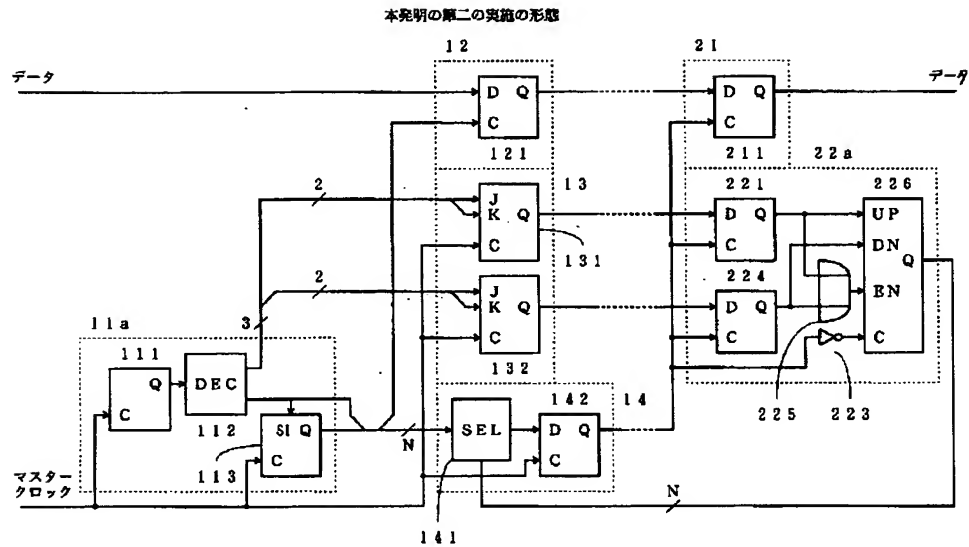 本発明の第二の実施の形態
12
21
データ
データ
D Q
C
121
D Q
C
211
22a
2
J
K Q
C
13
131
221
D Q
C
226
UP
DN
Q
EN
C
2
J
K Q
C
132
224
D Q
C
225
223
3
11a
111
Q
C
DEC
112
SI Q
C
113
N
SEL
141
142
D Q
C
14
N
マスター
クロック